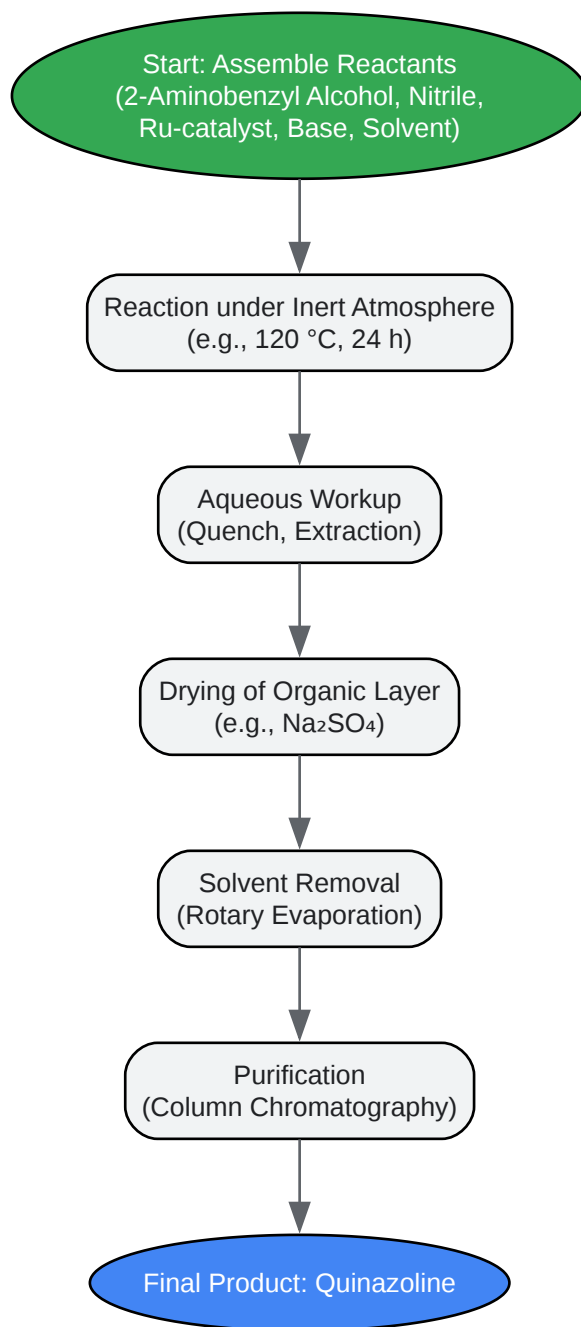 Start: Assemble Reactants
(2-Aminobenzyl Alcohol, Nitrile,
Ru-catalyst, Base, Solvent)
Reaction under Inert Atmosphere
(e.g., 120 °C, 24 h)
Aqueous Workup
(Quench, Extraction)
Drying of Organic Layer
(e.g., Na₂SO₄)
Solvent Removal
(Rotary Evaporation)
Purification
(Column Chromatography)
Final Product: Quinazoline